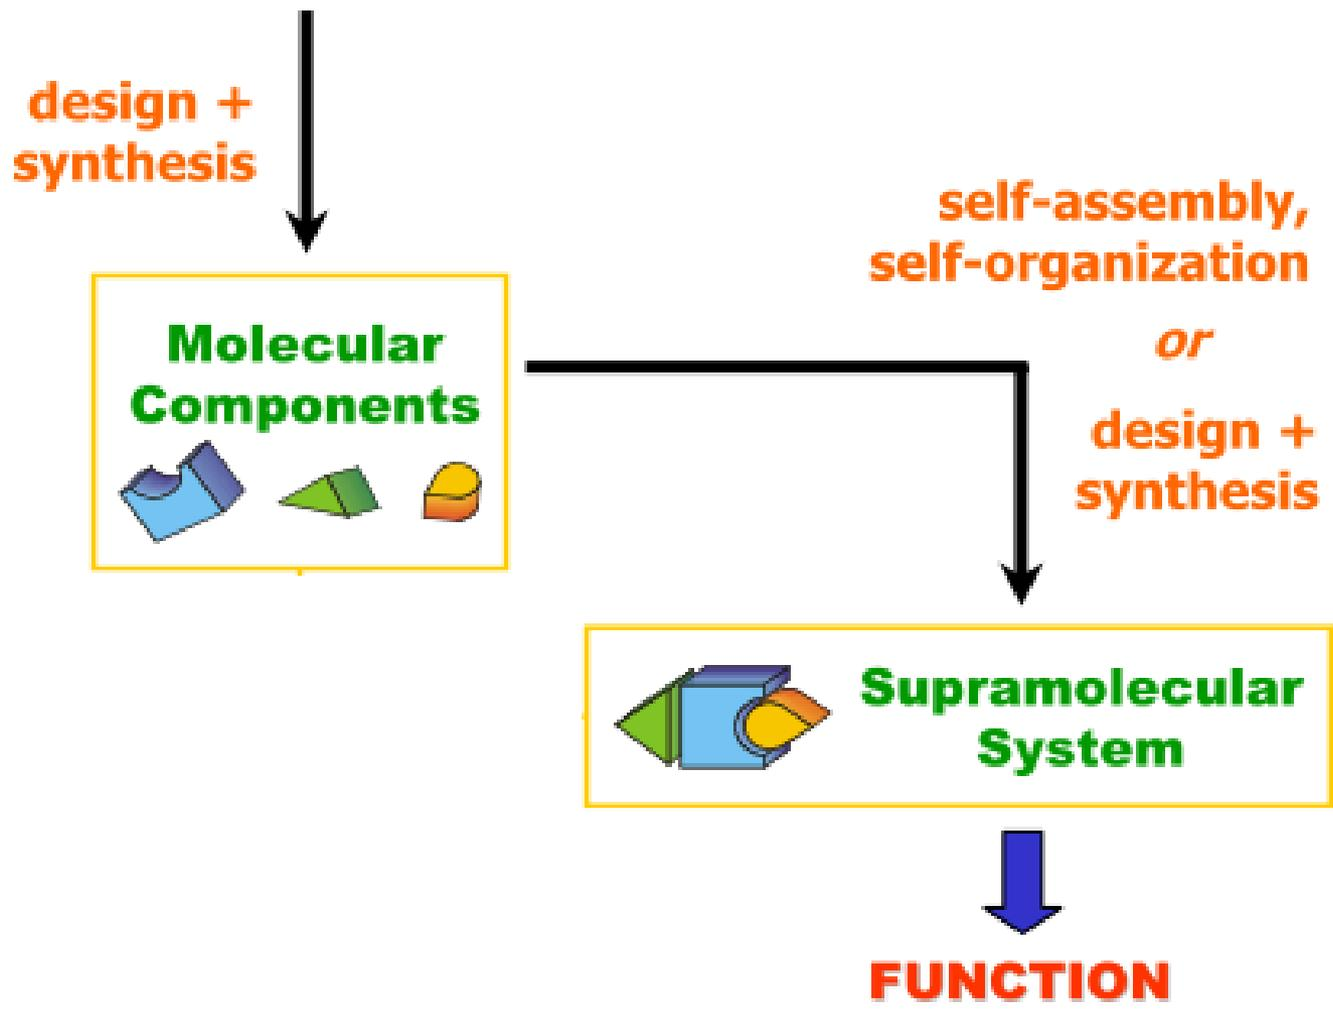 design +
synthesis
self-assembly,
self-organization
or
design +
synthesis
Molecular
Components
Supramolecular
System
FUNCTION